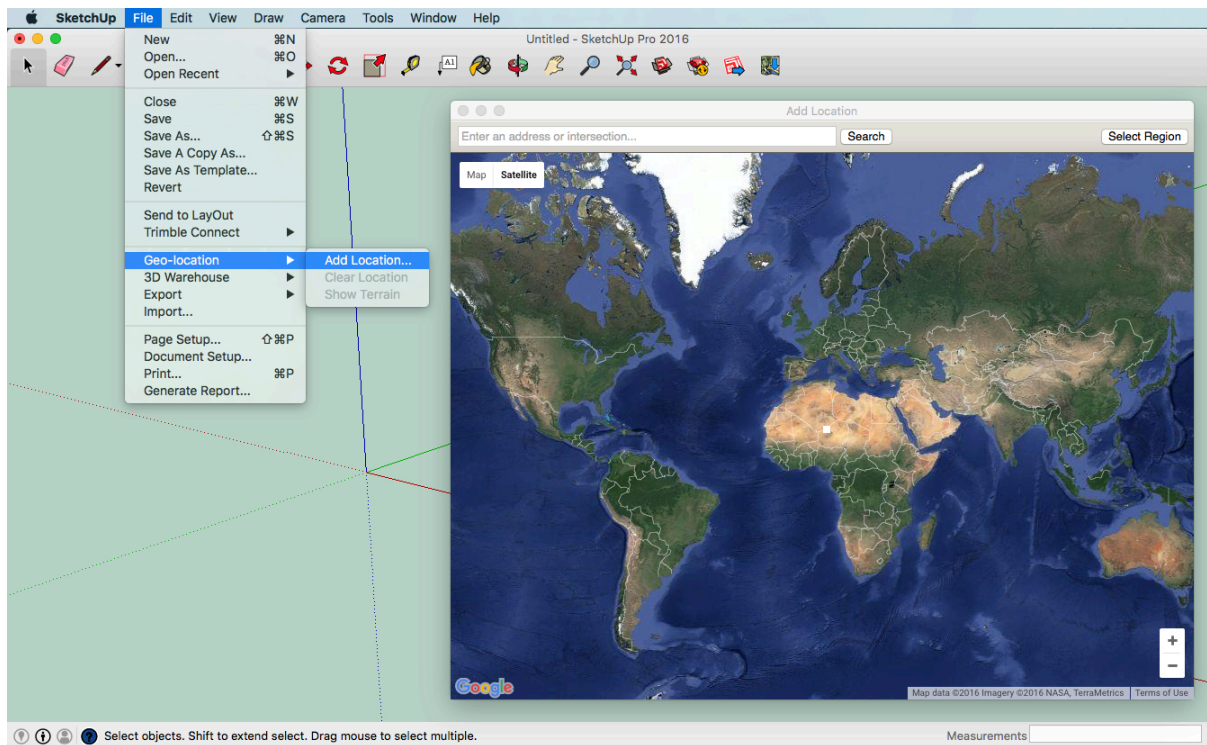 SketchUp File Edit View Draw Camera Tools Window Help
Untitled - SketchUp Pro 2016
A1
New ⌘N
Open... ⌘O
Open Recent ▶
Close ⌘W
Save ⌘S
Save As... ⇧⌘S
Save A Copy As...
Save As Template...
Revert
Send to LayOut
Trimble Connect ▶
Geo-location ▶
3D Warehouse ▶
Export ▶
Import...
Page Setup... ⇧⌘P
Document Setup...
Print... ⌘P
Generate Report...
Add Location...
Clear Location
Show Terrain
Add Location
Enter an address or intersection... Search Select Region
Map Satellite
+
−
Google
Map data ©2016 Imagery ©2016 NASA, TerraMetrics Terms of Use
Select objects. Shift to extend select. Drag mouse to select multiple. Measurements